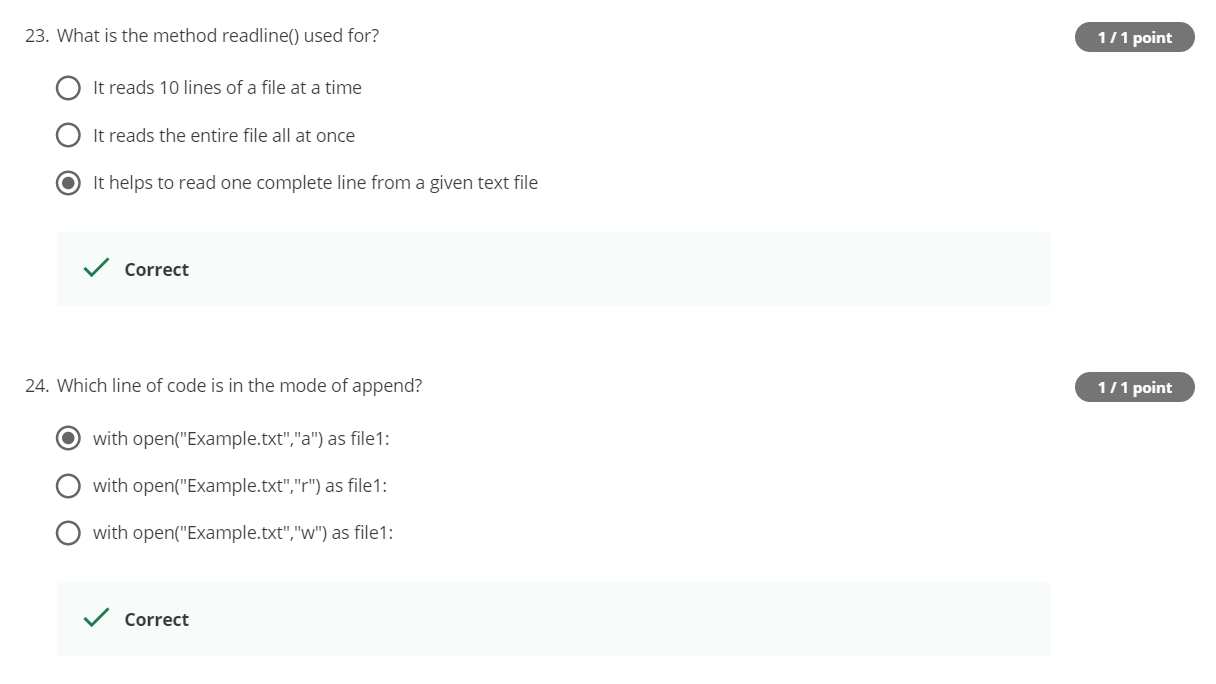 23. What is the method readline() used for?
1 / 1 point
It reads 10 lines of a file at a time
It reads the entire file all at once
It helps to read one complete line from a given text file
Correct
24. Which line of code is in the mode of append?
1 / 1 point
with open("Example.txt","a") as file1:
with open("Example.txt","r") as file1:
with open("Example.txt","w") as file1:
Correct